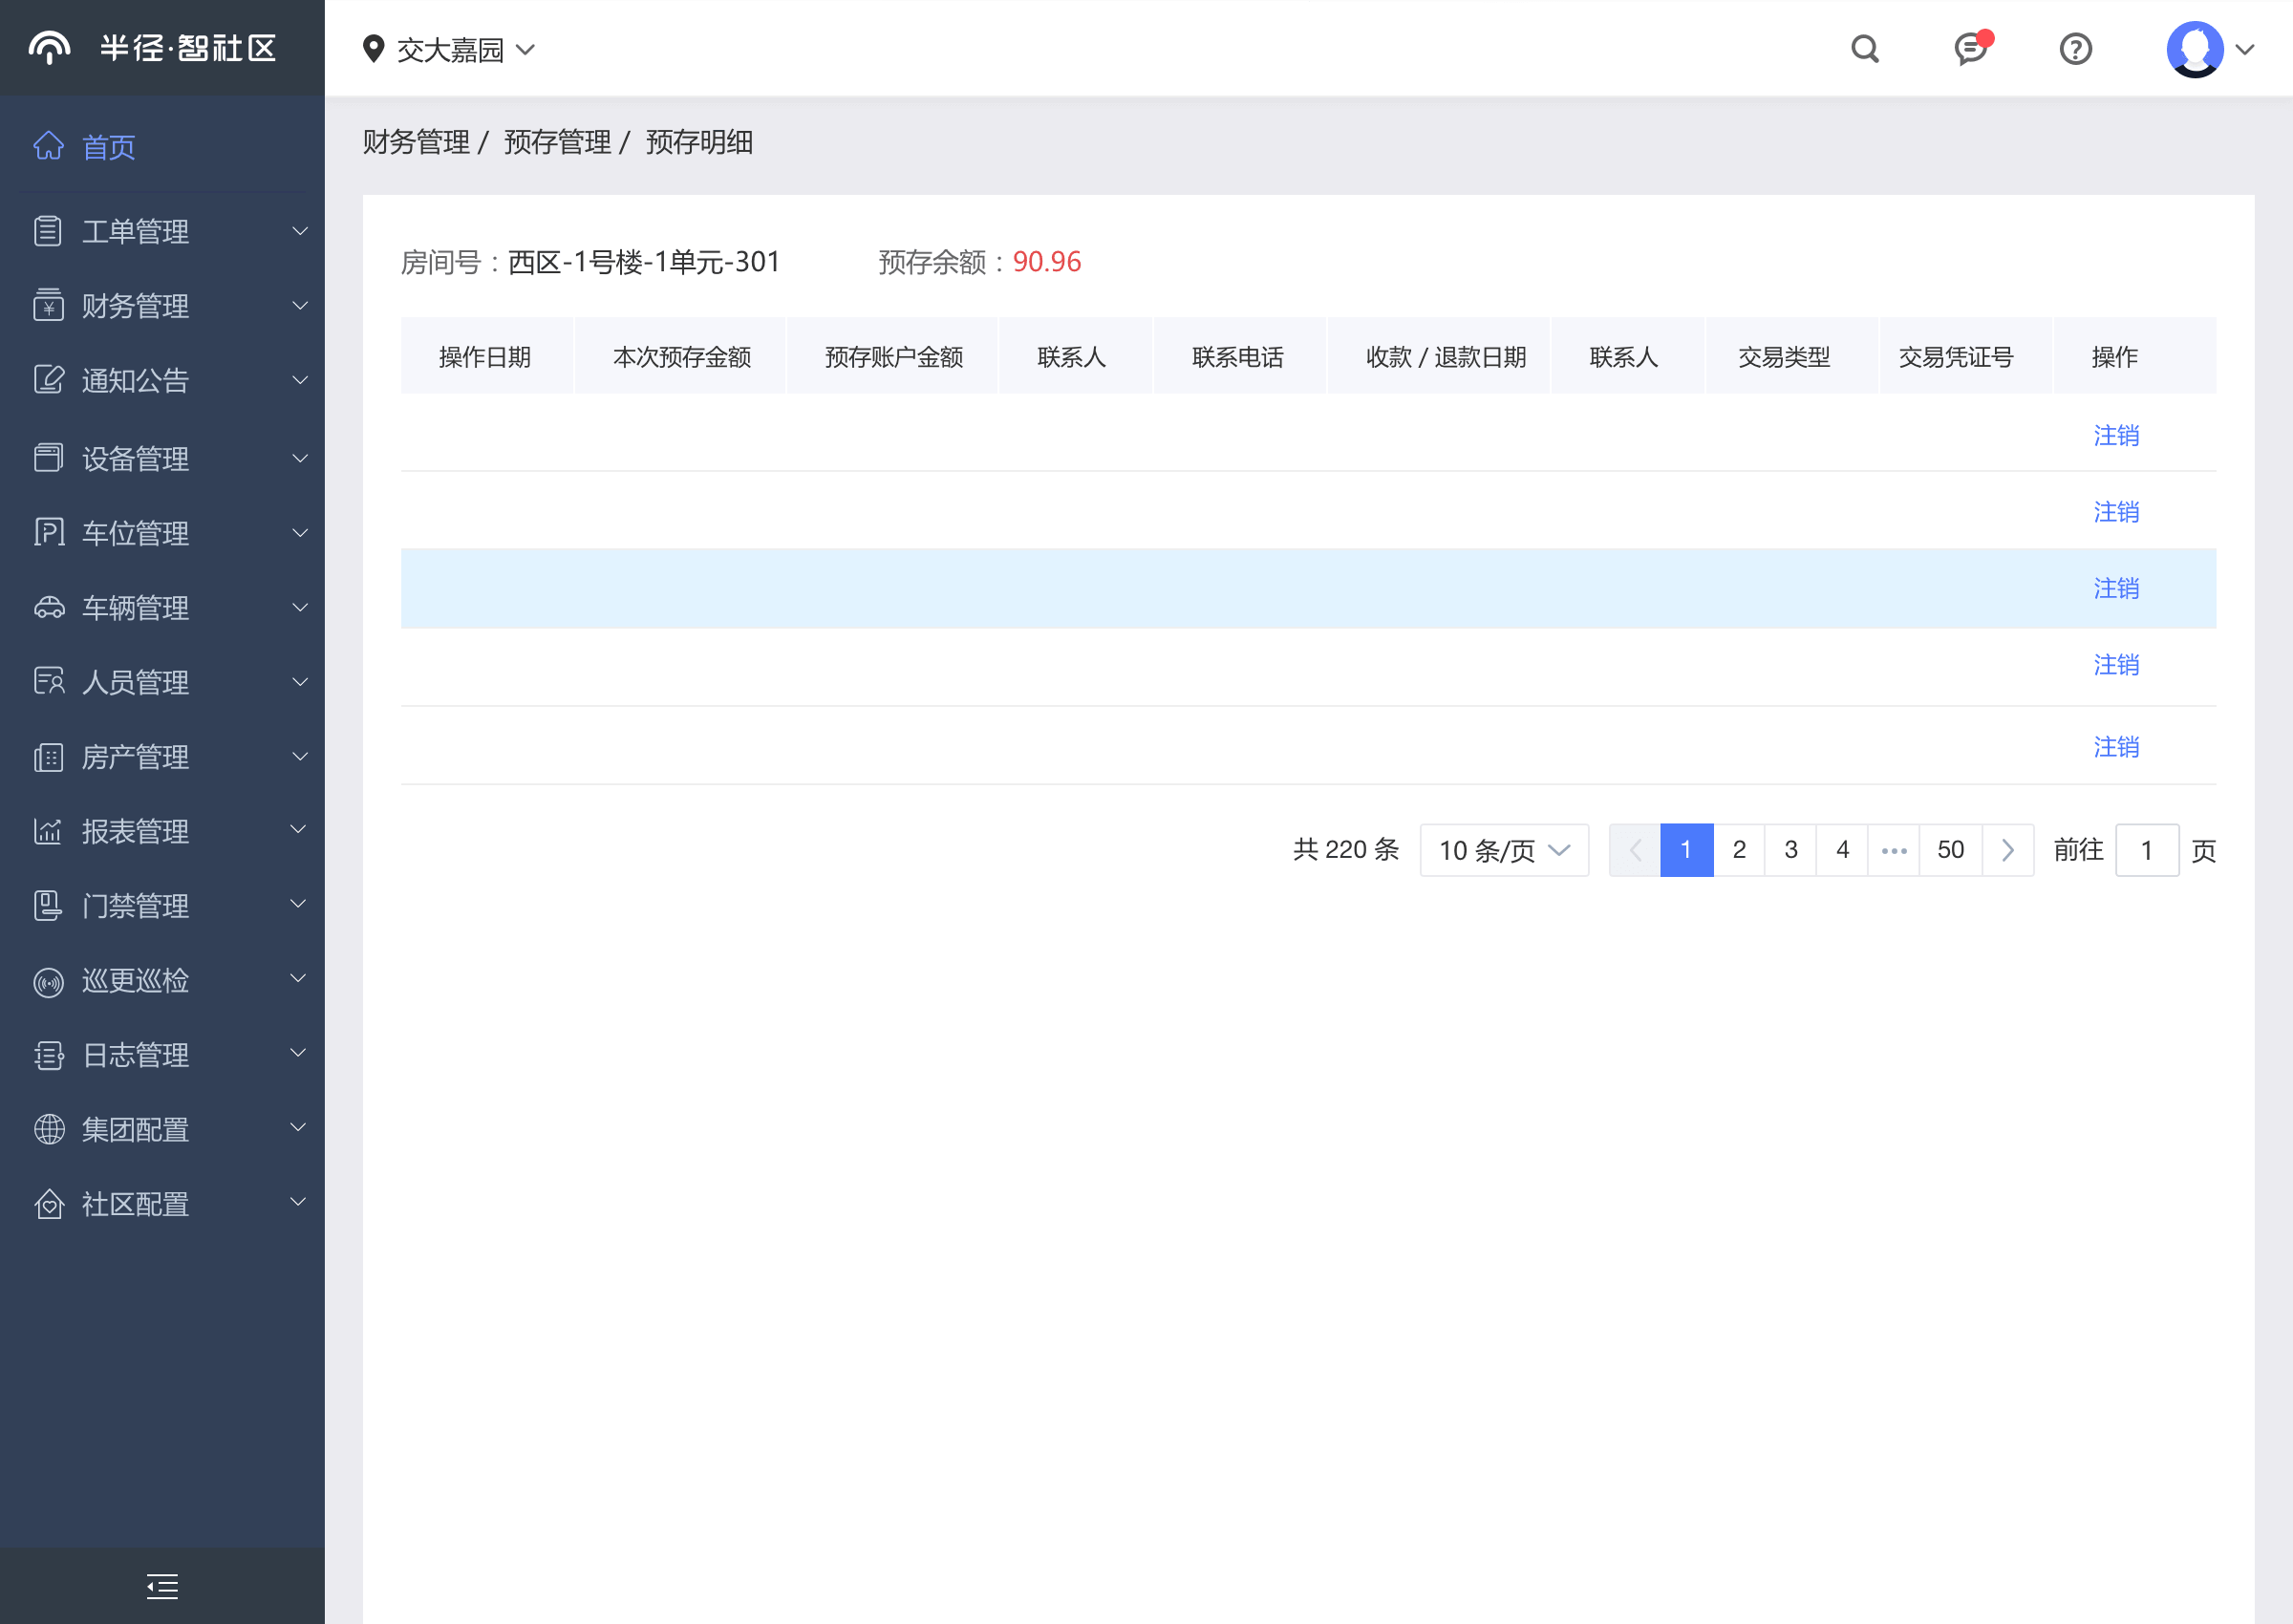 半径·智社区
交大嘉园
首页
工单管理
财务管理
通知公告
设备管理
车位管理
车辆管理
人员管理
房产管理
报表管理
门禁管理
巡更巡检
日志管理
集团配置
社区配置
财务管理 / 预存管理 / 预存明细
房间号：西区-1号楼-1单元-301 预存余额：90.96
操作日期 本次预存金额 预存账户金额 联系人 联系电话 收款 / 退款日期 联系人 交易类型 交易凭证号 操作
注销
注销
注销
注销
注销
共 220 条 10 条/页 1 2 3 4 ••• 50 前往 1 页